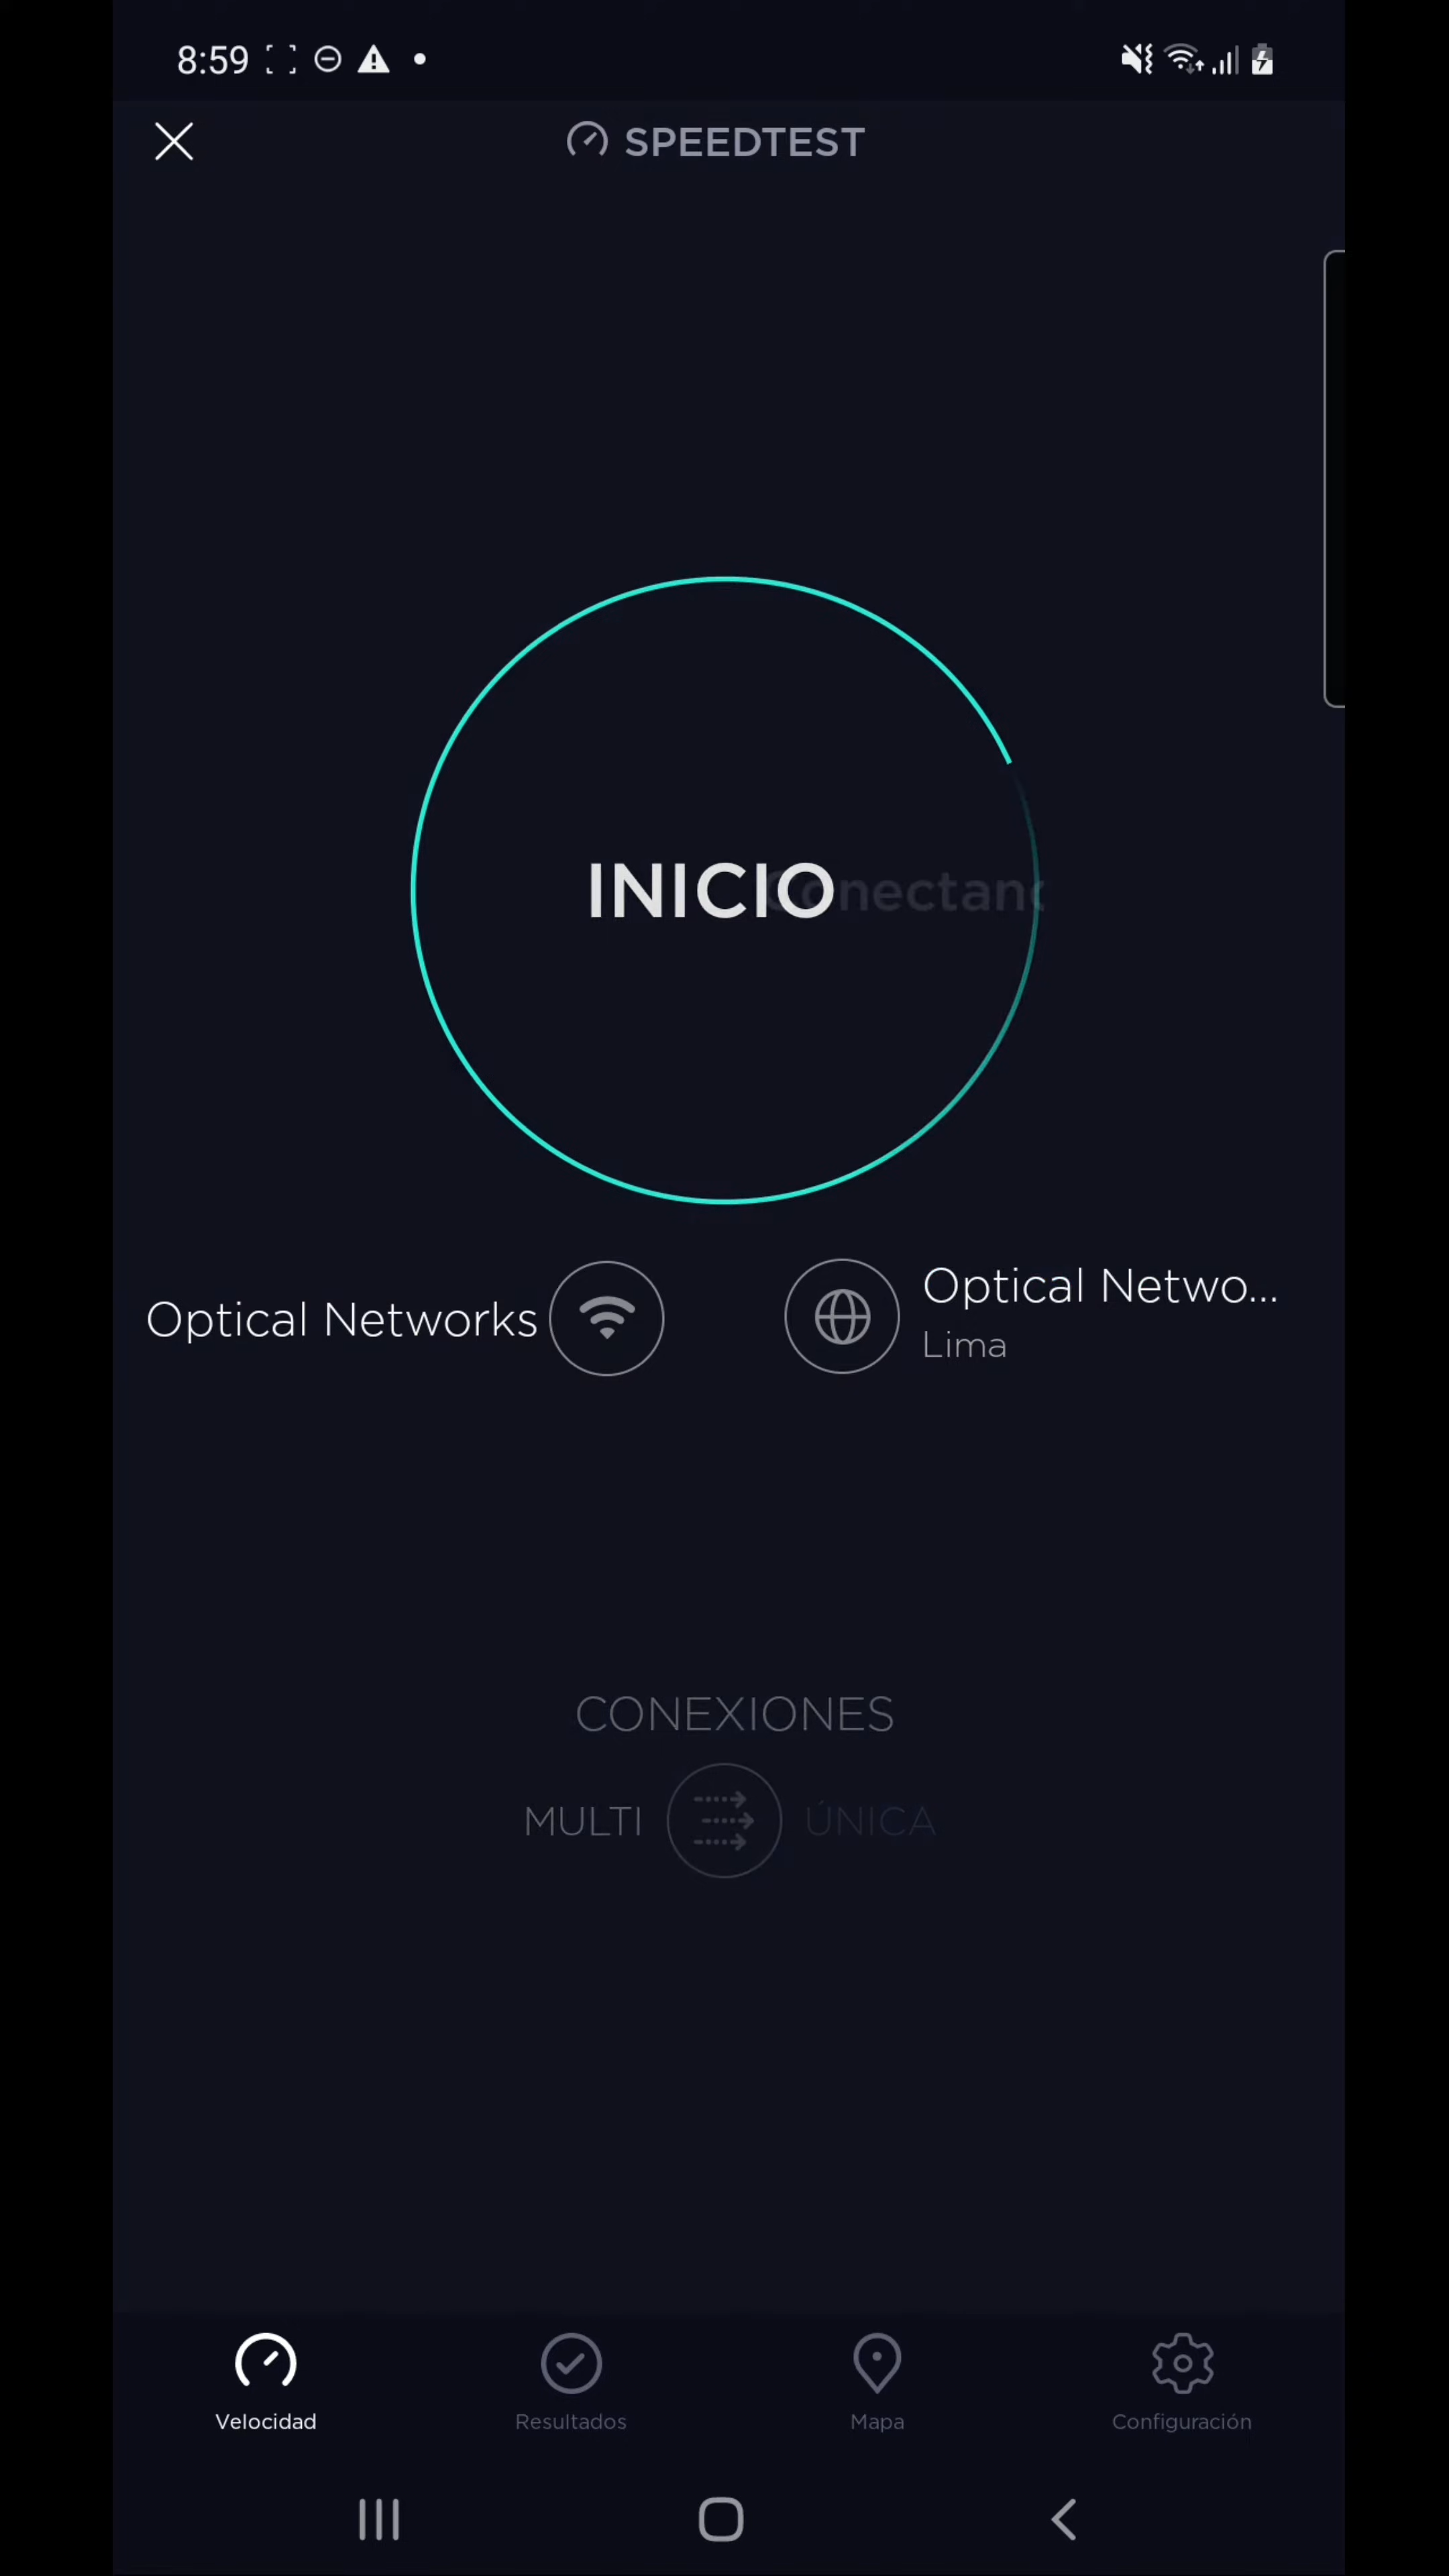 8:59
SPEEDTEST
INICIO
Optical Networks
Optical Netwo...
Lima
CONEXIONES
MULTI
ÚNICA
Velocidad
Resultados
Mapa
Configuración